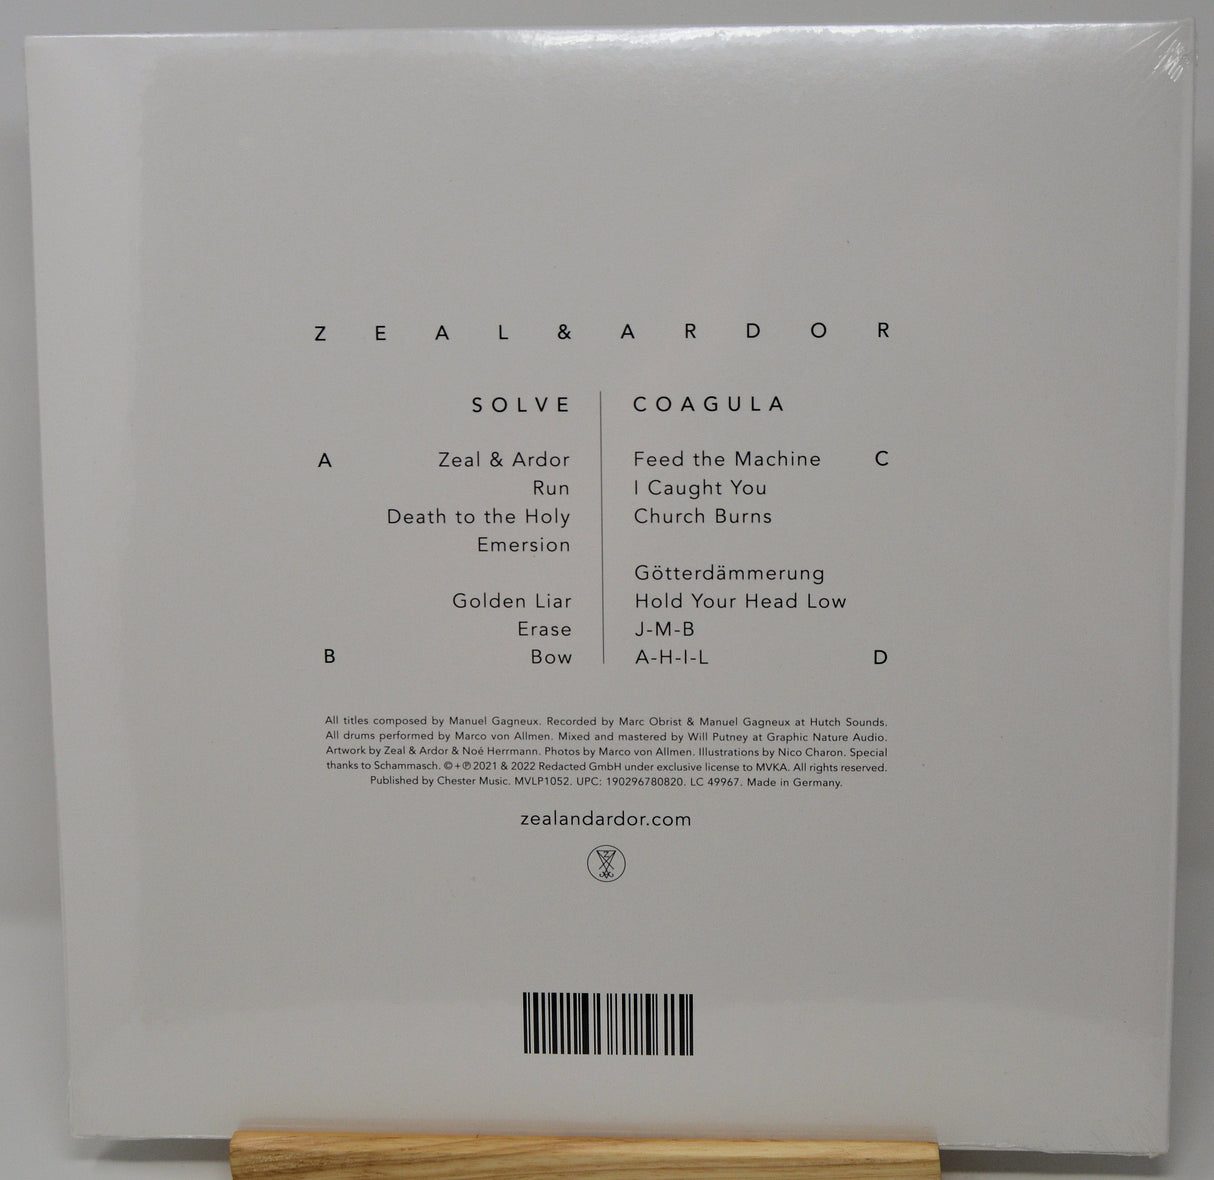 ZEAL & ARDOR
SOLVE
A
Zeal & Ardor
Run
Death to the Holy
Emersion
Golden Liar
Erase
B
Bow
COAGULA
Feed the Machine
C
I Caught You
Church Burns
Götterdämmerung
Hold Your Head Low
J-M-B
A-H-I-L
D
All titles composed by Manuel Gagneux. Recorded by Marc Obrist & Manuel Gagneux at Hutch Sounds.
All drums performed by Marco von Allmen. Mixed and mastered by Will Putney at Graphic Nature Audio.
Artwork by Zeal & Ardor & Noé Herrmann. Photos by Marco von Allmen. Illustrations by Nico Charon. Special
thanks to Schammasch. ©+℗ 2021 & 2022 Redacted GmbH under exclusive license to MVKA. All rights reserved.
Published by Chester Music. MVLP1052. UPC: 190296780820. LC 49967. Made in Germany.
zealandardor.com